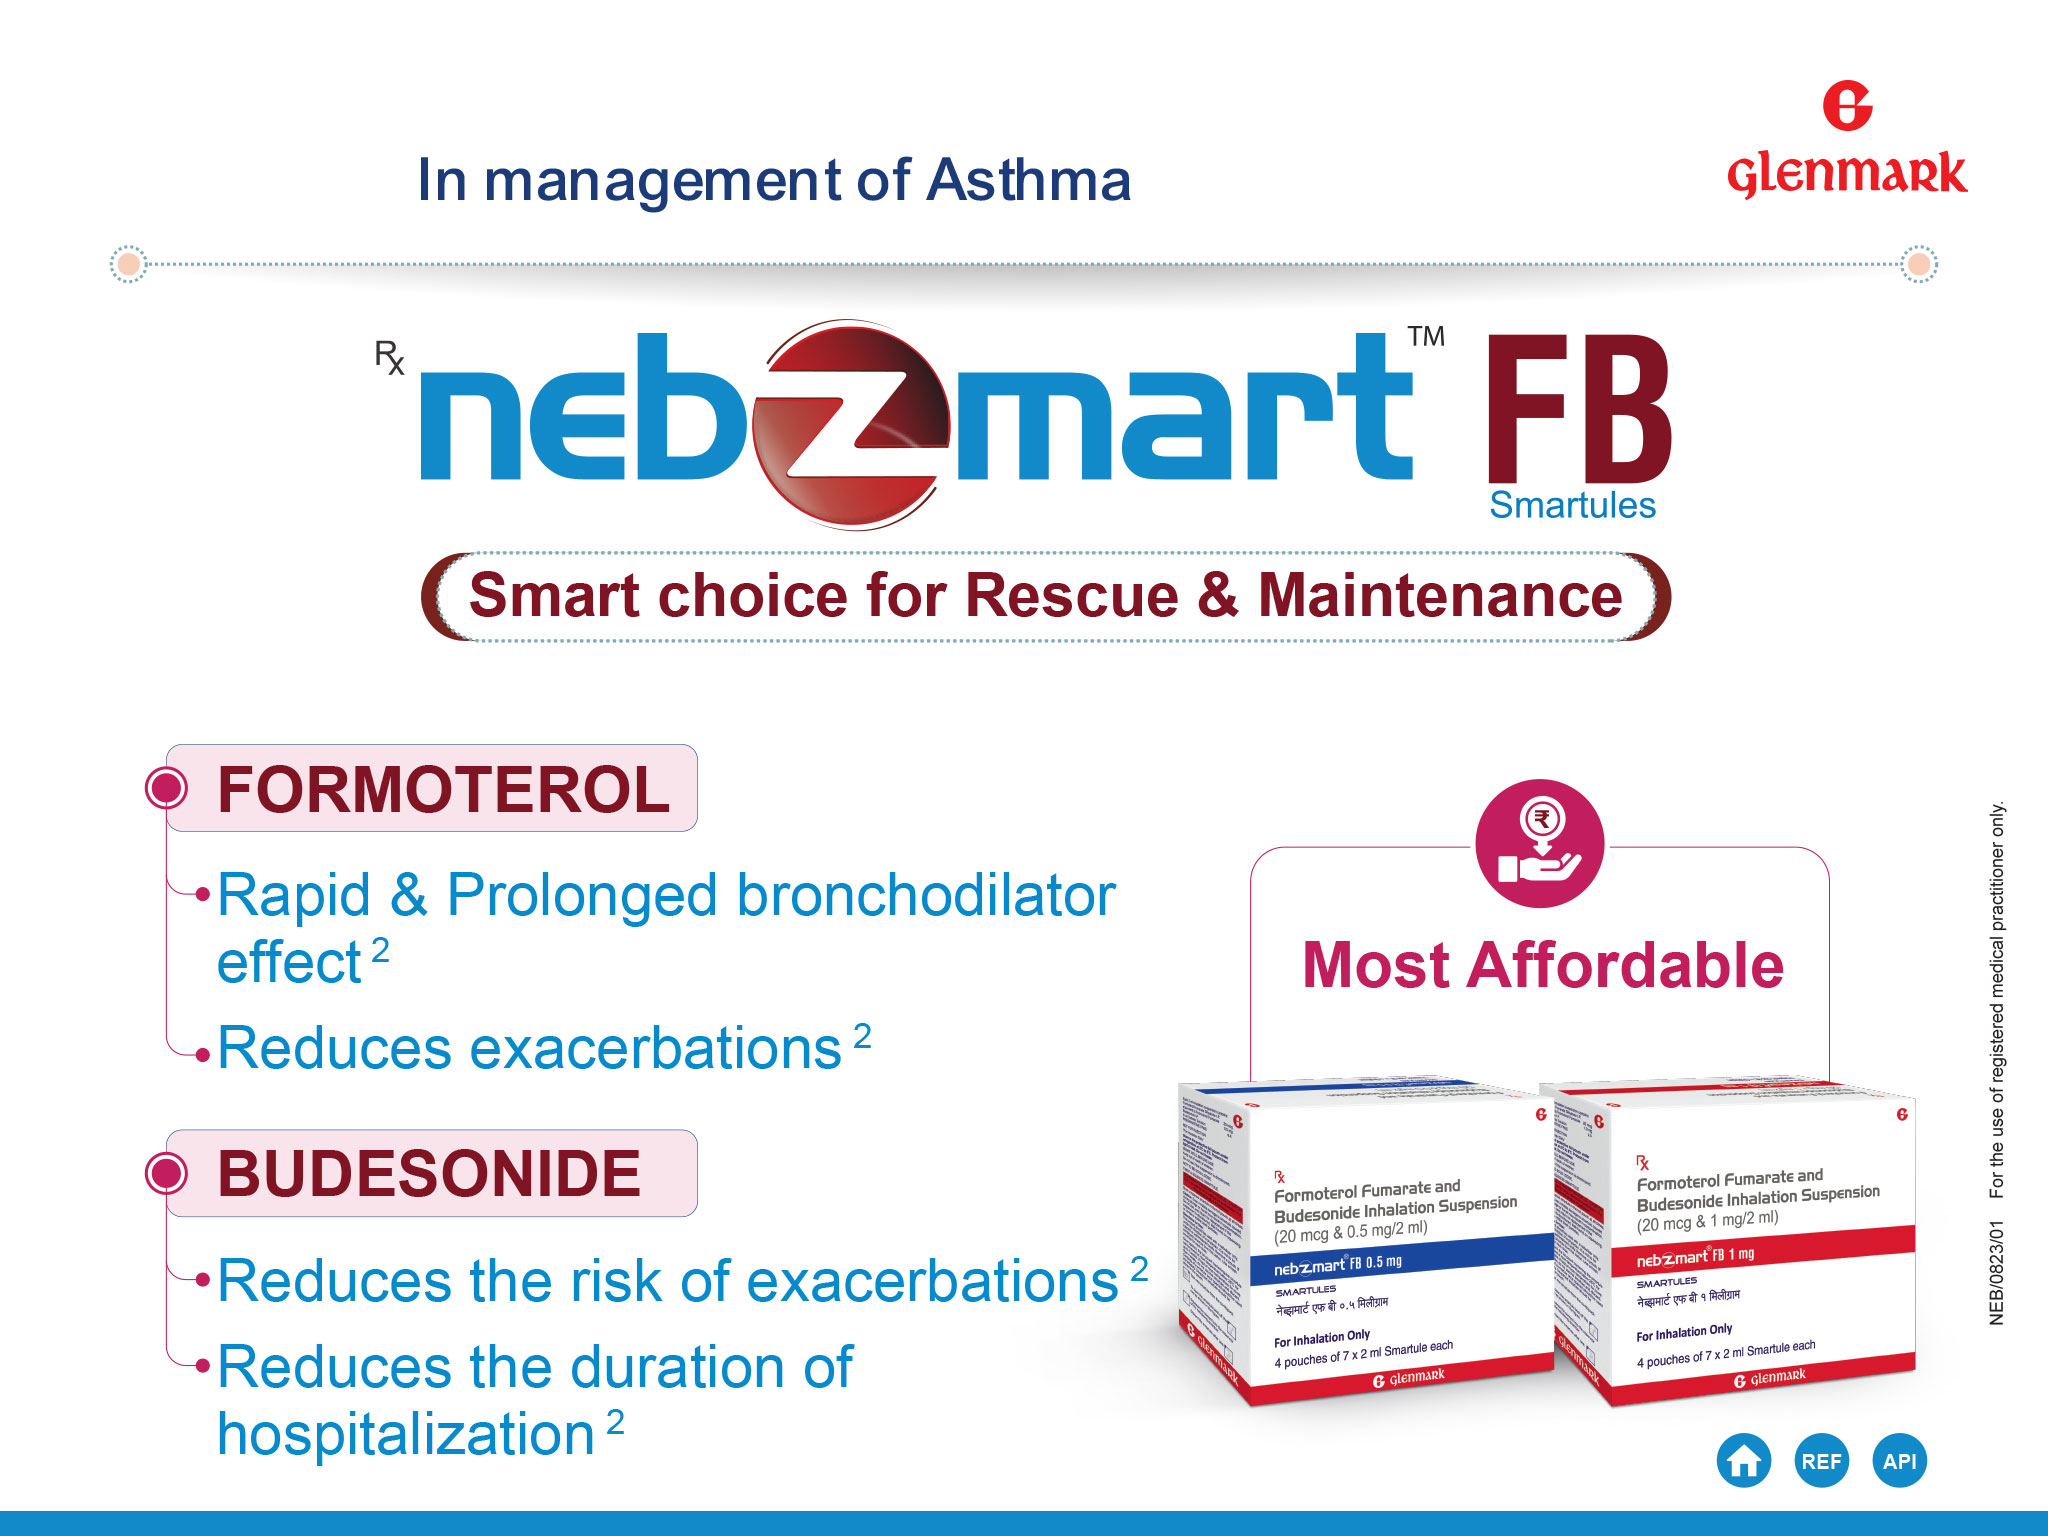 Glenmark
In management of Asthma
Rx nebzmart™ FB
Smartules
Smart choice for Rescue & Maintenance
FORMOTEROL
Rapid & Prolonged bronchodilator
effect 2
Reduces exacerbations 2
BUDESONIDE
Reduces the risk of exacerbations 2
Reduces the duration of
hospitalization 2
₹
Most Affordable
Rx
Formoterol Fumarate and
Budesonide Inhalation Suspension
(20 mcg & 0.5 mg/2 ml)
nebzmart® FB 0.5 mg
SMARTULES
नेब्झमार्ट एफ बी ०.५ मिलीग्राम
For Inhalation Only
4 pouches of 7 x 2 ml Smartule each
Glenmark
Glenmark
Rx
Formoterol Fumarate and
Budesonide Inhalation Suspension
(20 mcg & 1 mg/2 ml)
nebzmart® FB 1 mg
SMARTULES
नेब्झमार्ट एफ बी १ मिलीग्राम
For Inhalation Only
4 pouches of 7 x 2 ml Smartule each
Glenmark
Glenmark
NEB/0823/01 For the use of registered medical practitioner only.
REF
API